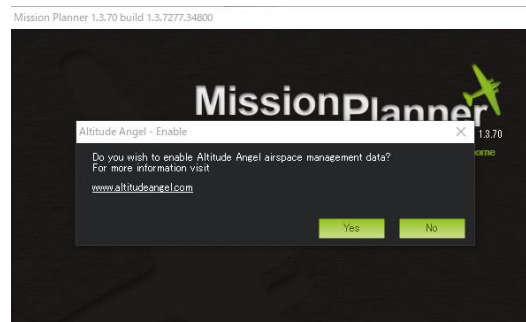 Mission Planner 1.3.70 build 1.3.7277.34800
MissionPlanner
Altitude Angel - Enable
1.3.70
Do you wish to enable Altitude Angel airspace management data?
For more information visit
www.altitudeangel.com
Yes No